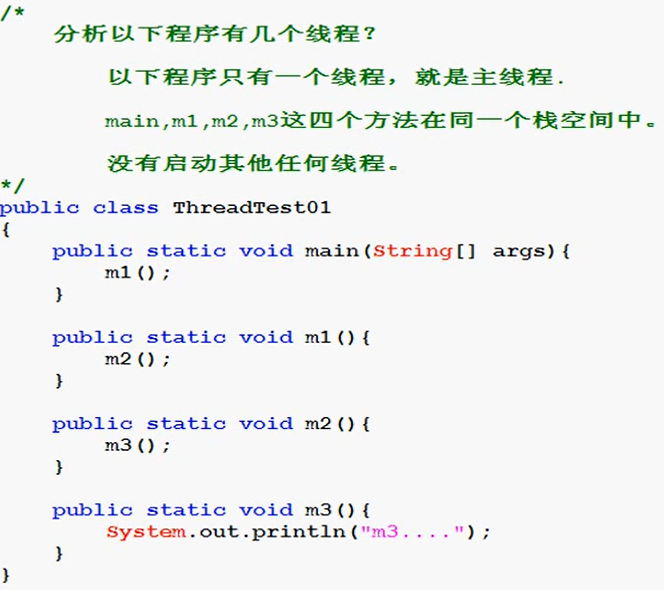 /*
分析以下程序有几个线程?
以下程序只有一个线程，就是主线程.
main,m1,m2,m3这四个方法在同一个栈空间中。
没有启动其他任何线程。
*/
public class ThreadTest01
{
public static void main(String[] args){
m1();
}
public static void m1(){
m2();
}
public static void m2(){
m3();
}
public static void m3(){
System.out.println("m3....");
}
}